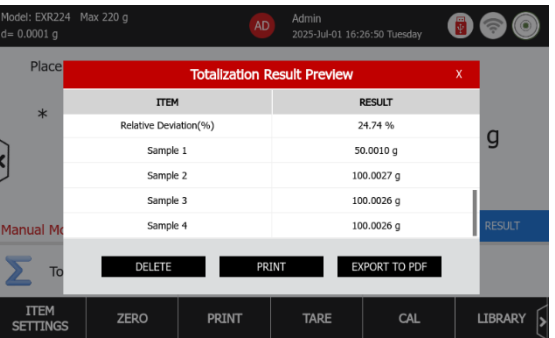 Model: EXR224 Max 220 g
d= 0.0001 g
AD
Admin
2025-Jul-01 16:26:50 Tuesday
Place
*
g
Totalization Result Preview X
ITEM RESULT
Relative Deviation(%) 24.74 %
Sample 1 50.0010 g
Sample 2 100.0027 g
Sample 3 100.0026 g
Sample 4 100.0026 g
Manual Mo
RESULT
Σ To
DELETE PRINT EXPORT TO PDF
ITEM
SETTINGS
ZERO PRINT TARE CAL LIBRARY